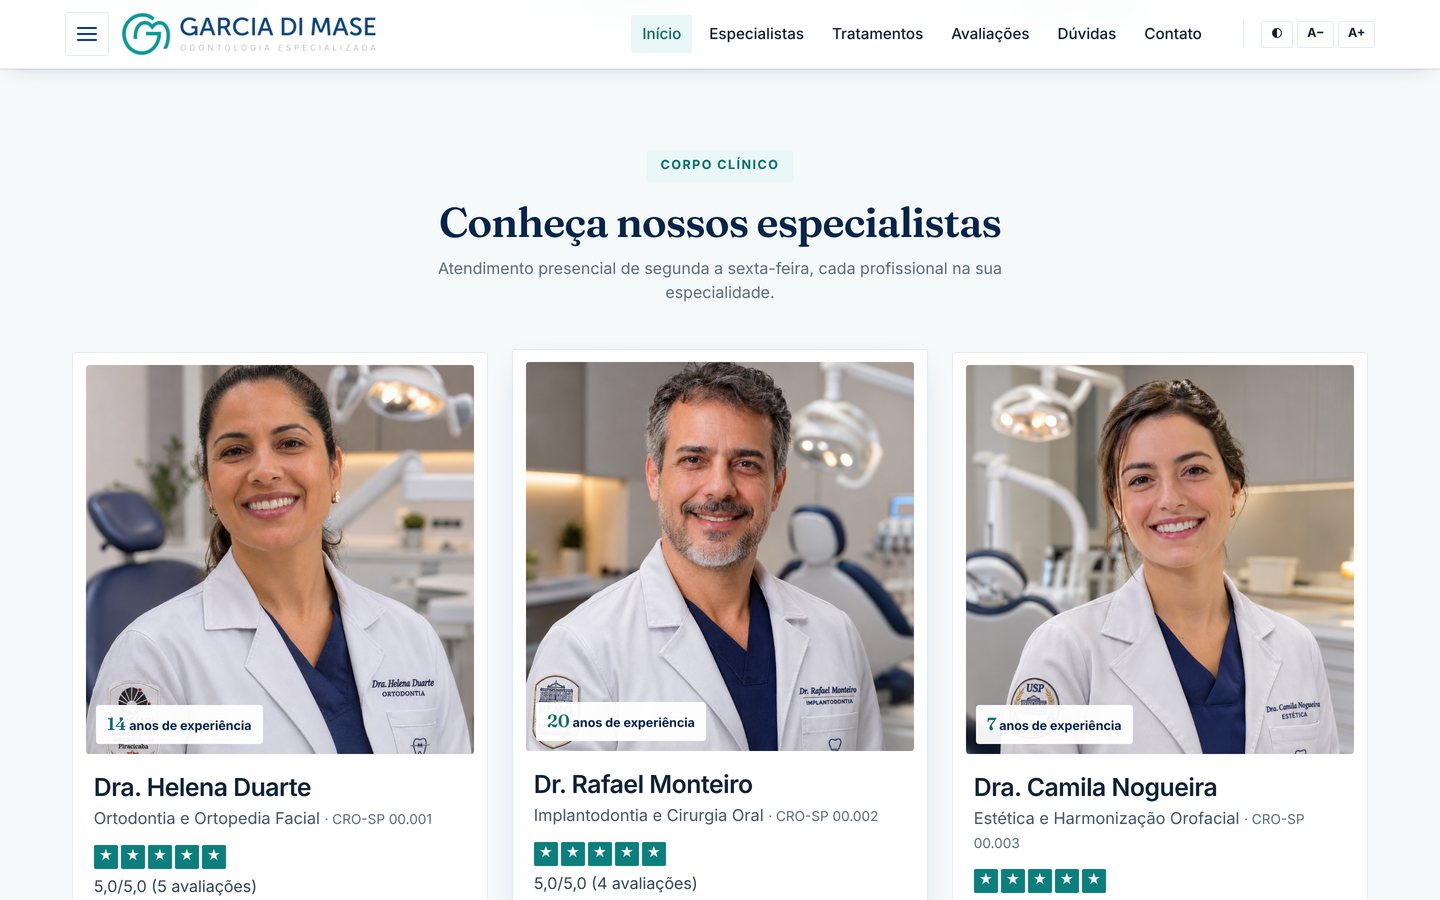 GARCIA DI MASE
ODONTOLOGIA ESPECIALIZADA
Início
Especialistas
Tratamentos
Avaliações
Dúvidas
Contato
A−
A+
CORPO CLÍNICO
Conheça nossos especialistas
Atendimento presencial de segunda a sexta-feira, cada profissional na sua
especialidade.
Dra. Helena Duarte
ORTODONTIA
Piracicaba
14 anos de experiência
Dra. Helena Duarte
Ortodontia e Ortopedia Facial · CRO-SP 00.001
5,0/5,0 (5 avaliações)
Dr. Rafael Monteiro
IMPLANTODONTIA
20 anos de experiência
Dr. Rafael Monteiro
Implantodontia e Cirurgia Oral · CRO-SP 00.002
5,0/5,0 (4 avaliações)
USP
Dra. Camila Nogueira
ESTÉTICA
7 anos de experiência
Dra. Camila Nogueira
Estética e Harmonização Orofacial · CRO-SP
00.003